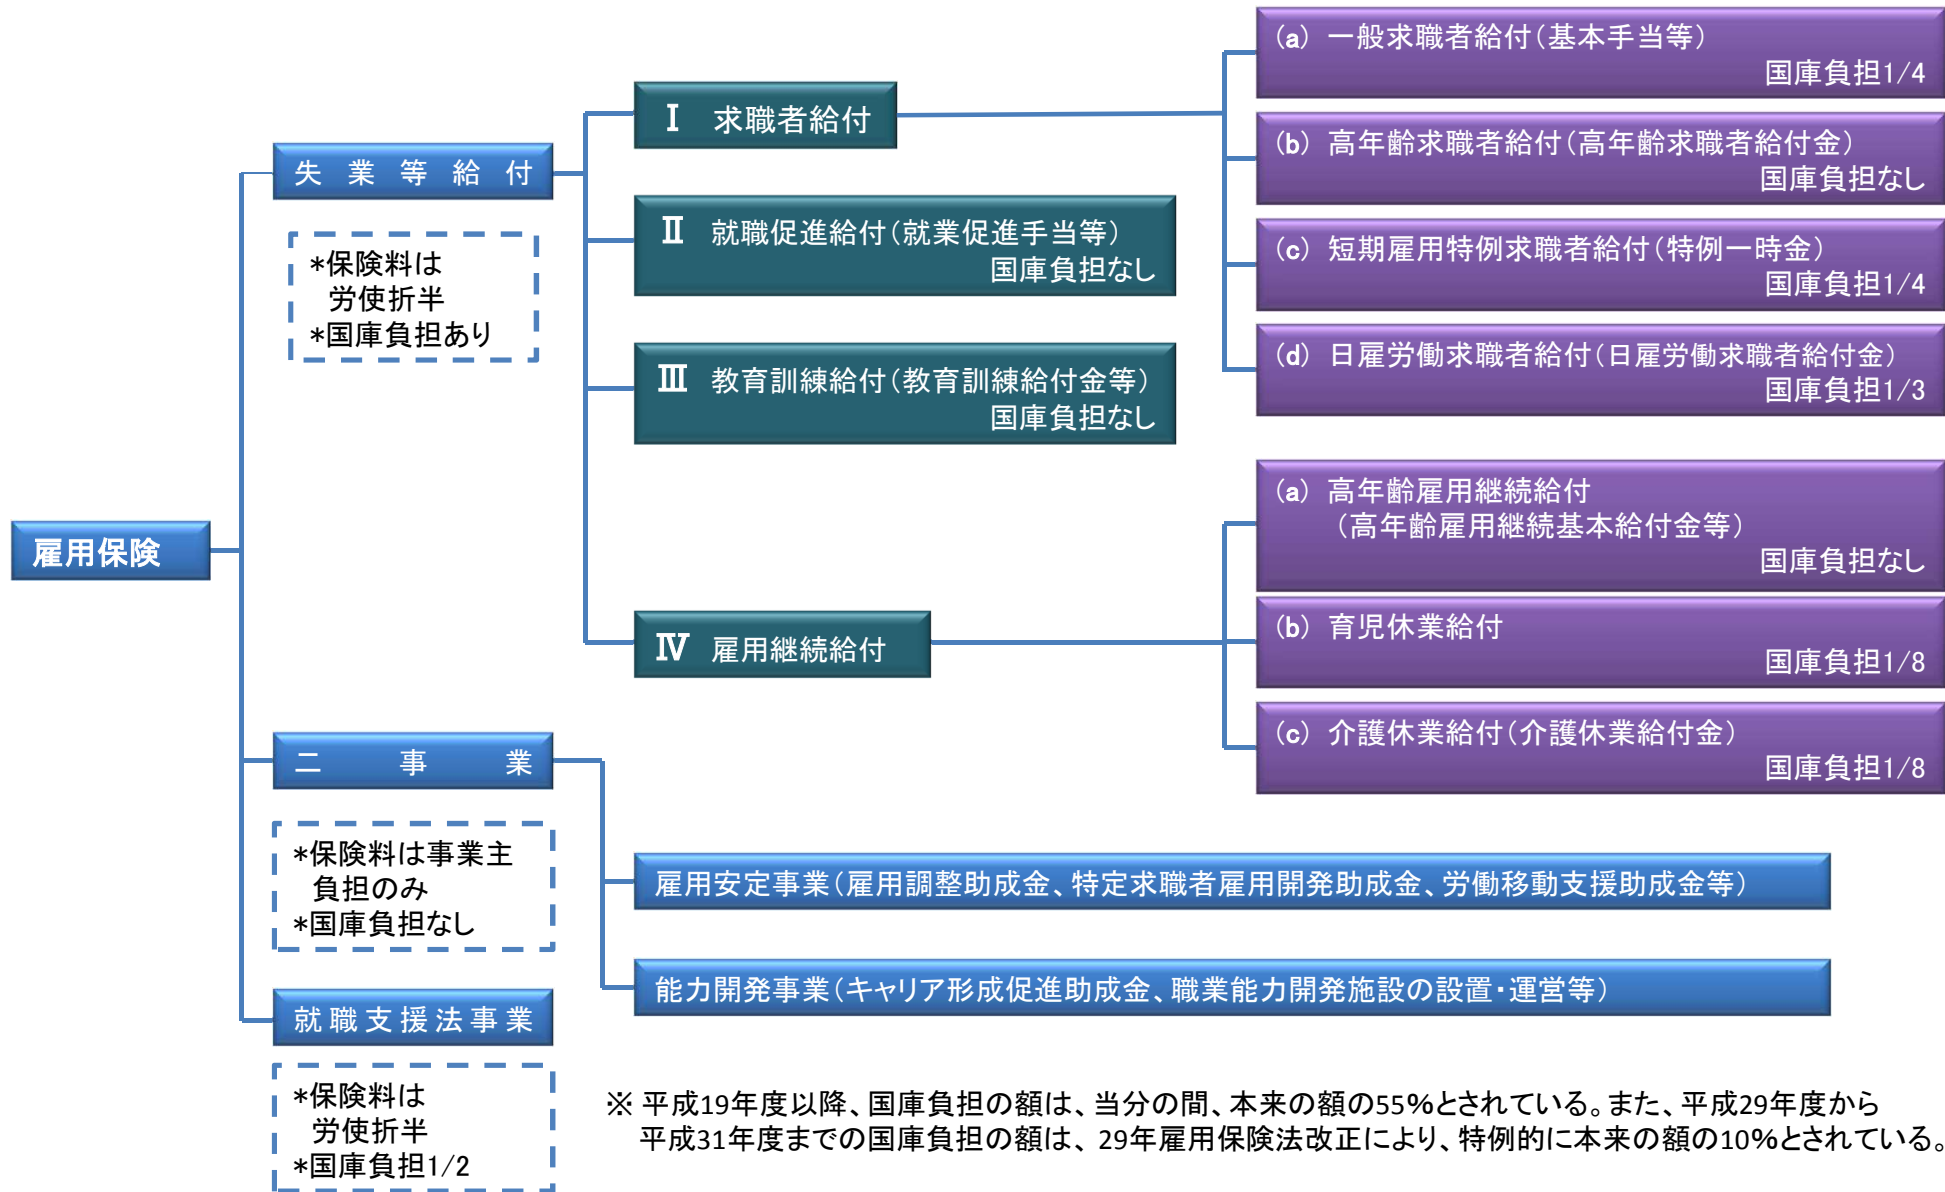 雇用保険
失業等給付
*保険料は
労使折半
*国庫負担あり
Ⅰ 求職者給付
(a) 一般求職者給付(基本手当等)
国庫負担1/4
(b) 高年齢求職者給付(高年齢求職者給付金)
国庫負担なし
(c) 短期雇用特例求職者給付(特例一時金)
国庫負担1/4
(d) 日雇労働求職者給付(日雇労働求職者給付金)
国庫負担1/3
Ⅱ 就職促進給付(就業促進手当等)
国庫負担なし
Ⅲ 教育訓練給付(教育訓練給付金等)
国庫負担なし
Ⅳ 雇用継続給付
(a) 高年齢雇用継続給付
(高年齢雇用継続基本給付金等)
国庫負担なし
(b) 育児休業給付
国庫負担1/8
(c) 介護休業給付(介護休業給付金)
国庫負担1/8
二事業
*保険料は事業主
負担のみ
*国庫負担なし
雇用安定事業(雇用調整助成金、特定求職者雇用開発助成金、労働移動支援助成金等)
能力開発事業(キャリア形成促進助成金、職業能力開発施設の設置・運営等)
就職支援法事業
*保険料は
労使折半
*国庫負担1/2
※ 平成19年度以降、国庫負担の額は、当分の間、本来の額の55%とされている。また、平成29年度から
平成31年度までの国庫負担の額は、29年雇用保険法改正により、特例的に本来の額の10%とされている。